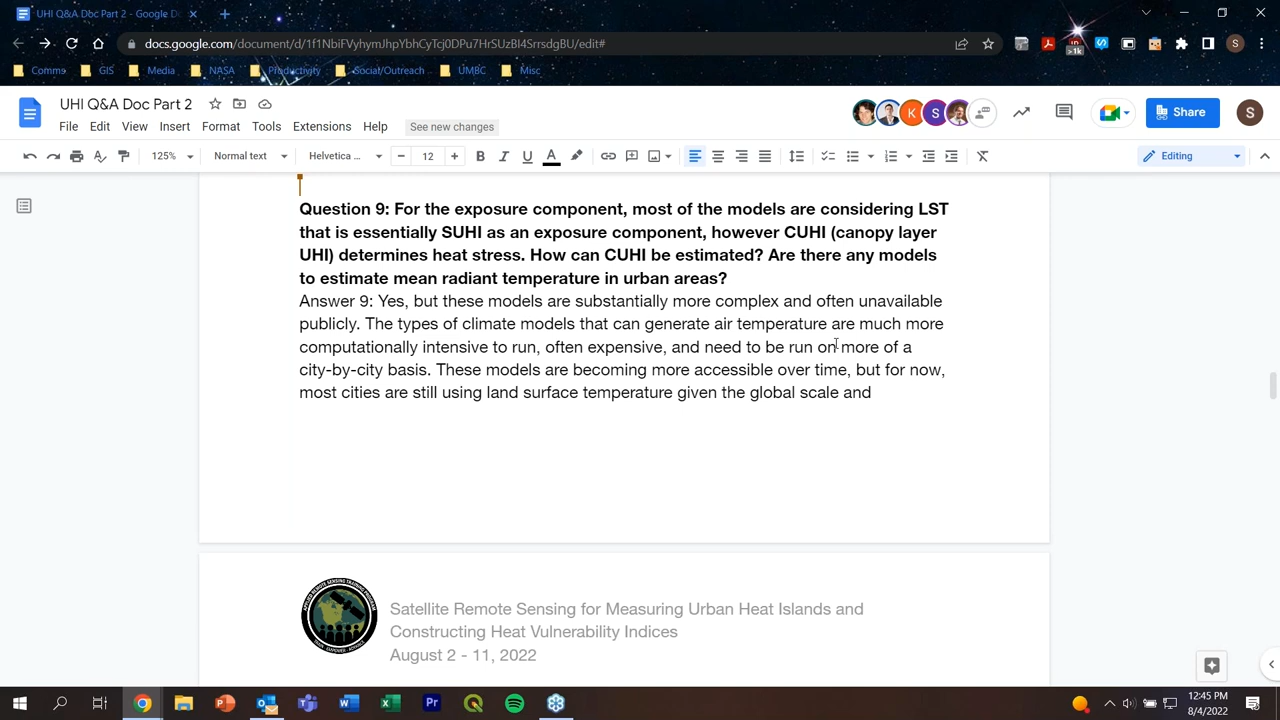 UHI Q&A Doc Part 2 - Google Do
docs.google.com/document/d/1f1NbiFVyhymJhpYbhCyTcj0DPu7HrSUzBI4SrrsdgBU/edit#
S
>1k
Comms GIS Media NASA Productivity Social/Outreach UMBC Misc
UHI Q&A Doc Part 2
K S Share S
File Edit View Insert Format Tools Extensions Help See new changes
125% Normal text Helvetica ... 12 B I U A Editing
Question 9: For the exposure component, most of the models are considering LST
that is essentially SUHI as an exposure component, however CUHI (canopy layer
UHI) determines heat stress. How can CUHI be estimated? Are there any models
to estimate mean radiant temperature in urban areas?
Answer 9: Yes, but these models are substantially more complex and often unavailable
publicly. The types of climate models that can generate air temperature are much more
computationally intensive to run, often expensive, and need to be run on more of a
city-by-city basis. These models are becoming more accessible over time, but for now,
most cities are still using land surface temperature given the global scale and
Satellite Remote Sensing for Measuring Urban Heat Islands and
Constructing Heat Vulnerability Indices
August 2 - 11, 2022
12:45 PM
8/4/2022